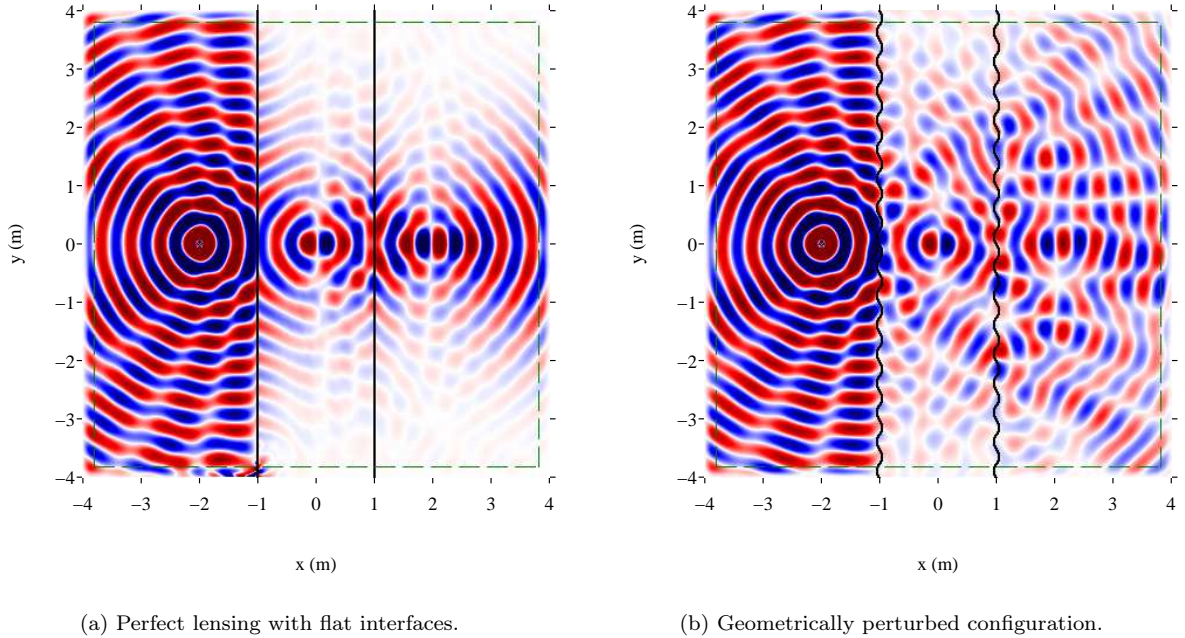 4
3
2
1
0
−1
−2
−3
−4
y (m)
−4 −3 −2 −1 0 1 2 3 4
x (m)
(a) Perfect lensing with flat interfaces.
4
3
2
1
0
−1
−2
−3
−4
y (m)
−4 −3 −2 −1 0 1 2 3 4
x (m)
(b) Geometrically perturbed configuration.